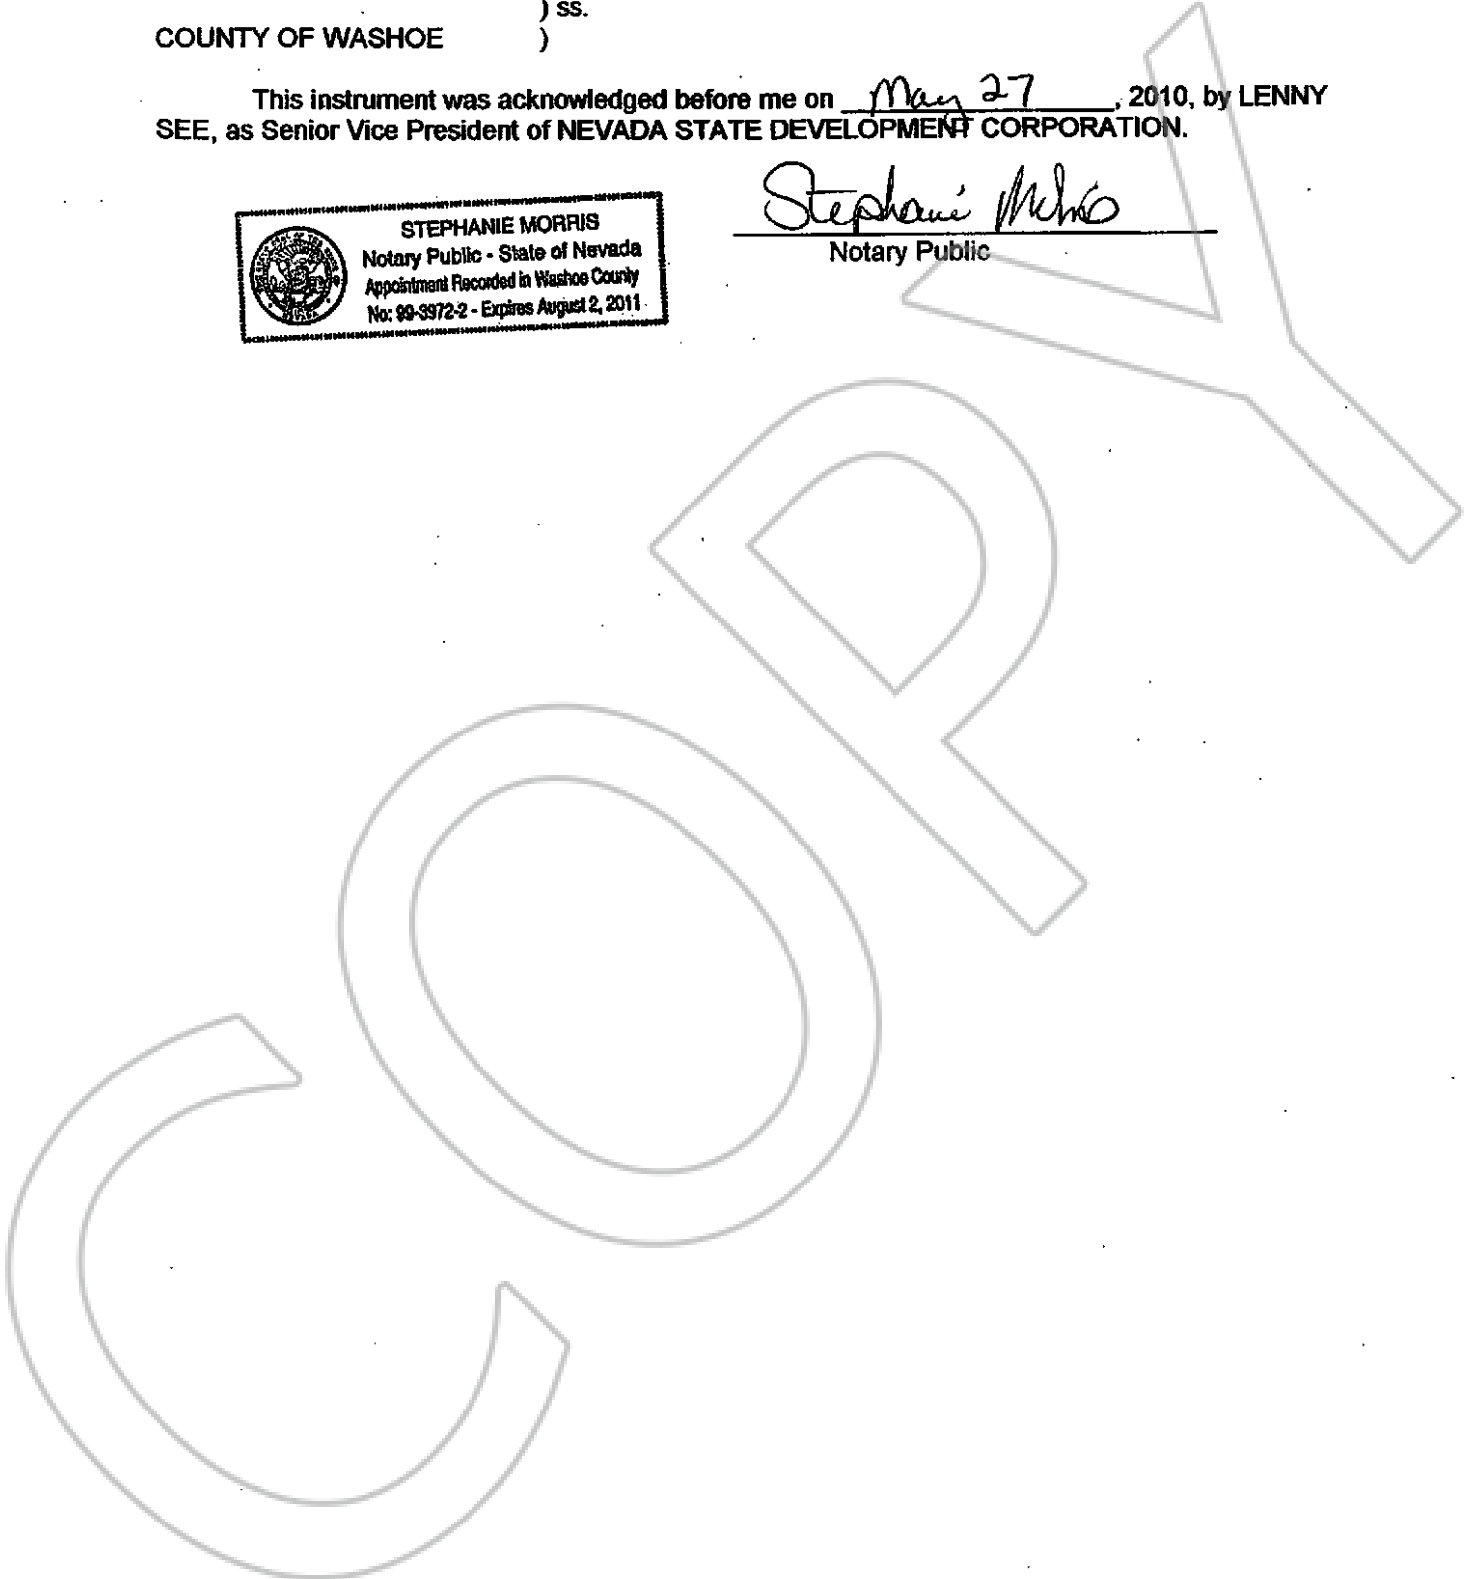 ) ss.
COUNTY OF WASHOE )
This instrument was acknowledged before me on May 27, 2010, by LENNY
SEE, as Senior Vice President of NEVADA STATE DEVELOPMENT CORPORATION.
Stephanie Morris
Notary Public
STEPHANIE MORRIS
Notary Public - State of Nevada
Appointment Recorded in Washoe County
No: 99-3972-2 - Expires August 2, 2011
COPY